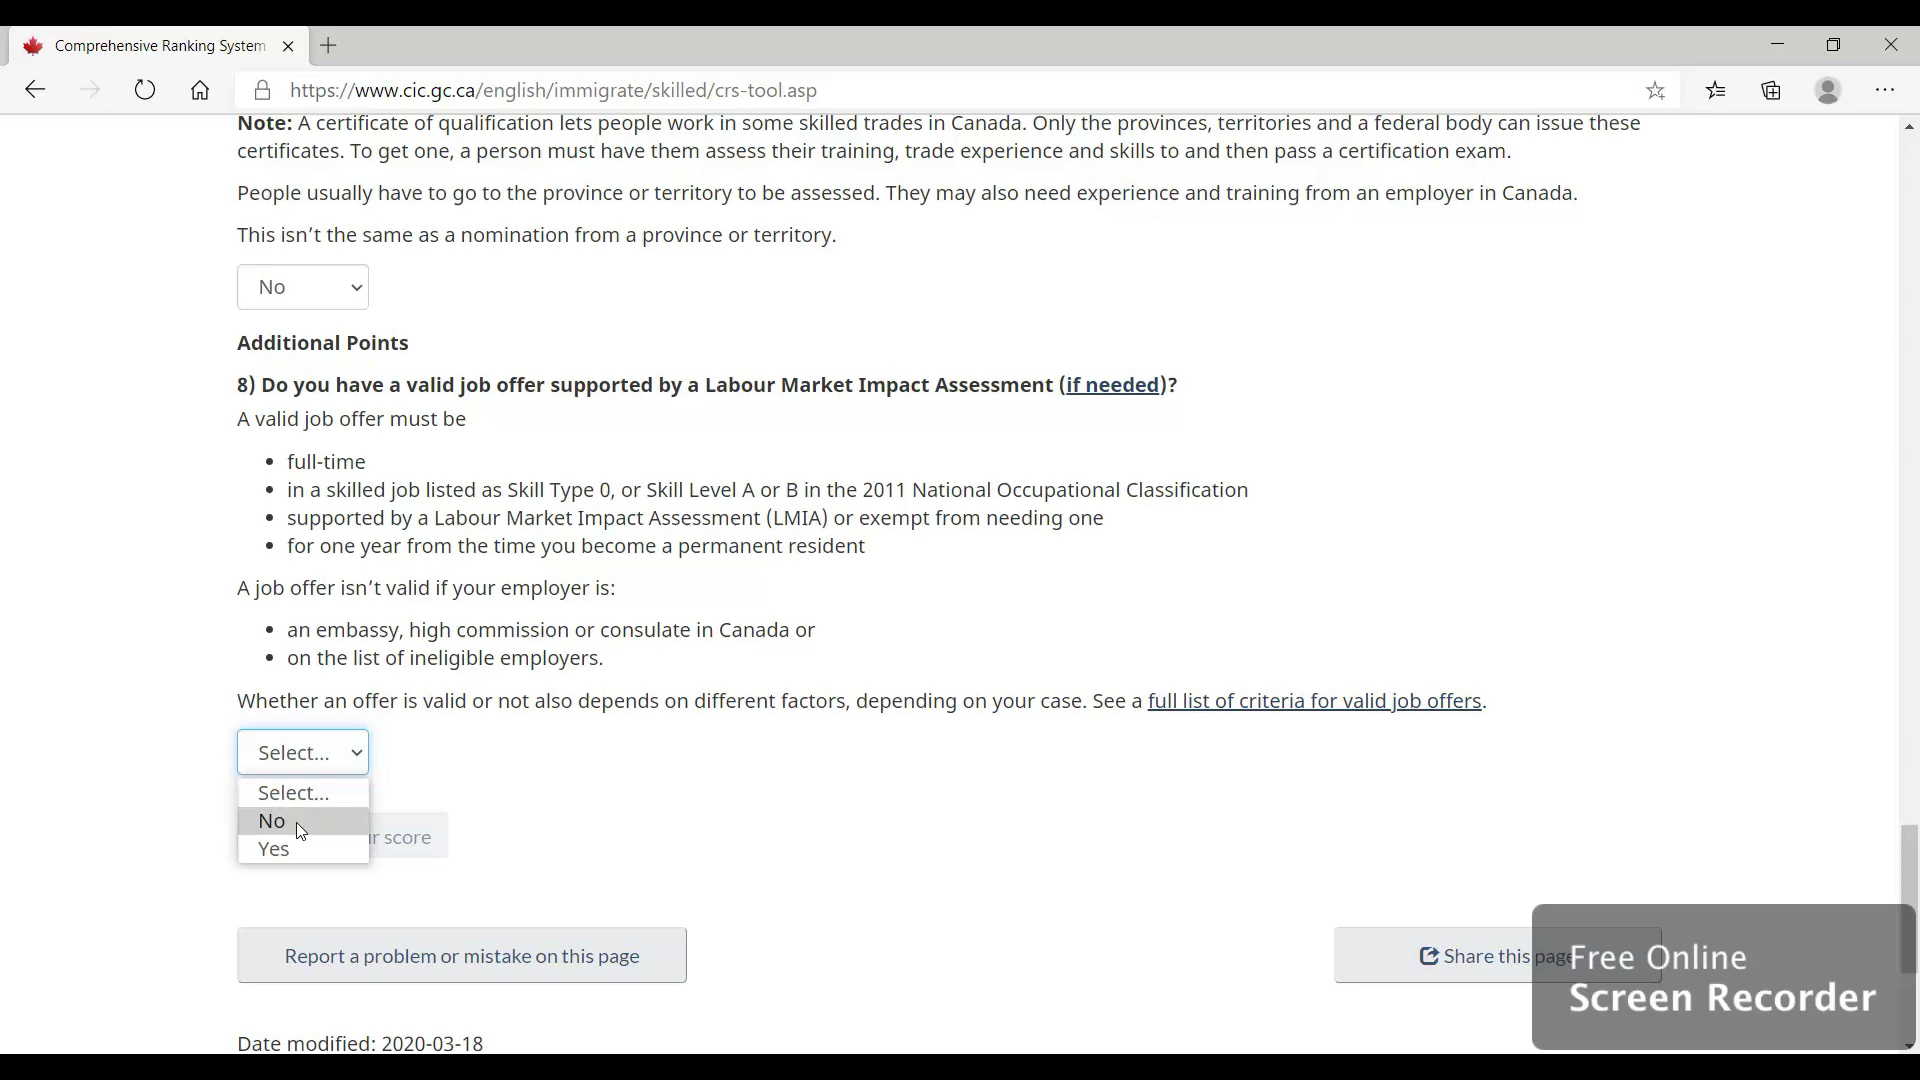 Comprehensive Ranking System
https://www.cic.gc.ca/english/immigrate/skilled/crs-tool.asp
Note: A certificate of qualification lets people work in some skilled trades in Canada. Only the provinces, territories and a federal body can issue these
certificates. To get one, a person must have them assess their training, trade experience and skills to and then pass a certification exam.
People usually have to go to the province or territory to be assessed. They may also need experience and training from an employer in Canada.
This isn’t the same as a nomination from a province or territory.
No
Additional Points
8) Do you have a valid job offer supported by a Labour Market Impact Assessment (if needed)?
A valid job offer must be
• full-time
• in a skilled job listed as Skill Type 0, or Skill Level A or B in the 2011 National Occupational Classification
• supported by a Labour Market Impact Assessment (LMIA) or exempt from needing one
• for one year from the time you become a permanent resident
A job offer isn’t valid if your employer is:
• an embassy, high commission or consulate in Canada or
• on the list of ineligible employers.
Whether an offer is valid or not also depends on different factors, depending on your case. See a full list of criteria for valid job offers.
Select...
Select...
No
r score
Yes
Report a problem or mistake on this page
Share this page
Free Online
Screen Recorder
Date modified: 2020-03-18